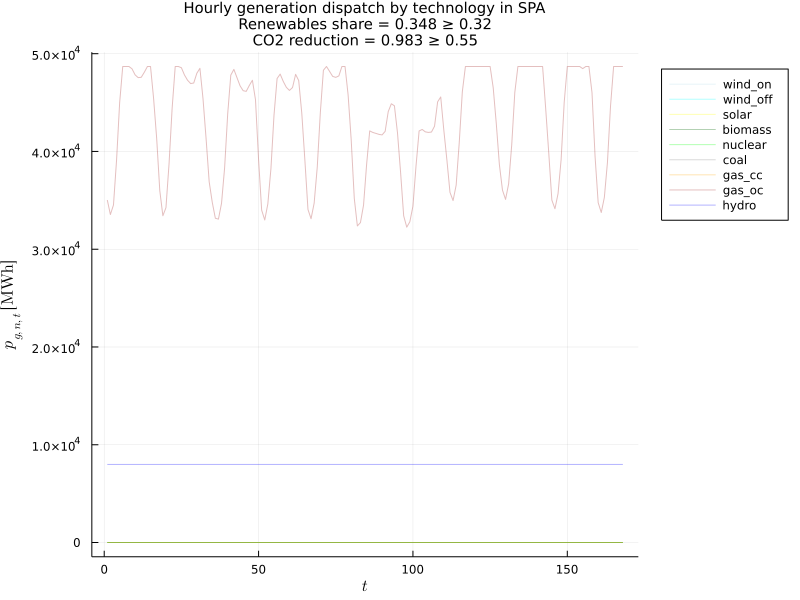 Hourly generation dispatch by technology in SPA
Renewables share = 0.348 ≥ 0.32
CO2 reduction = 0.983 ≥ 0.55
5.0×10⁴
4.0×10⁴
3.0×10⁴
2.0×10⁴
1.0×10⁴
0
p_{g,n,t} [MWh]
0
50
100
150
t
wind_on
wind_off
solar
biomass
nuclear
coal
gas_cc
gas_oc
hydro